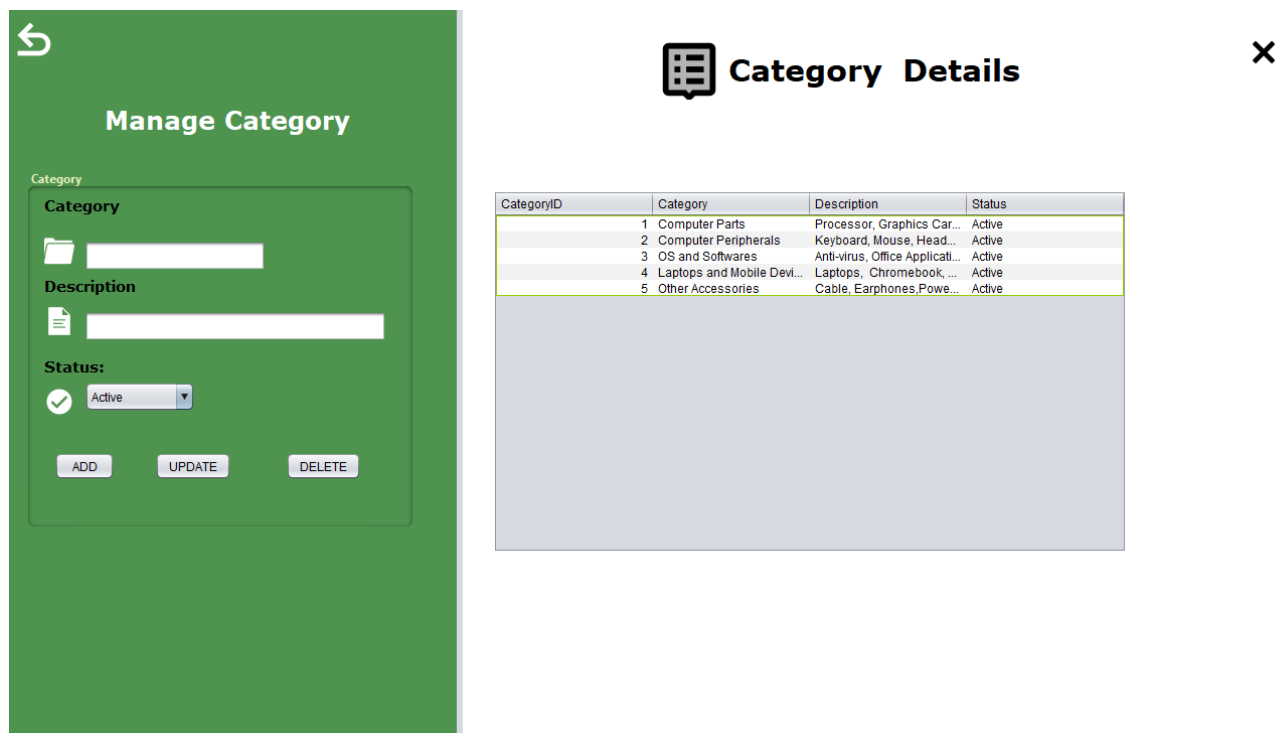 Manage Category
Category
Category
Description
Status:
Active
ADD UPDATE DELETE
Category Details
CategoryID Category Description Status
1 Computer Parts Processor, Graphics Car... Active
2 Computer Peripherals Keyboard, Mouse, Head... Active
3 OS and Softwares Anti-virus, Office Applicati... Active
4 Laptops and Mobile Devi... Laptops, Chromebook, ... Active
5 Other Accessories Cable, Earphones,Powe... Active